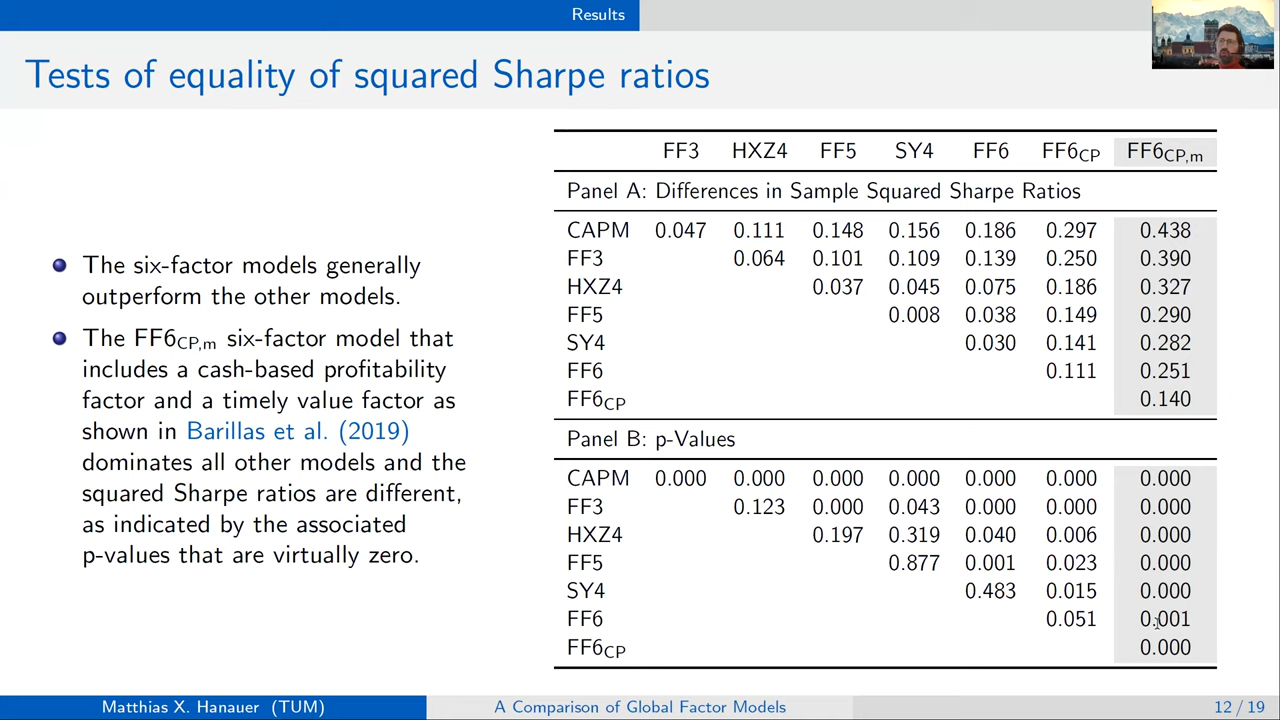 Results
Tests of equality of squared Sharpe ratios
The six-factor models generally
outperform the other models.
The FF6CP,m six-factor model that
includes a cash-based profitability
factor and a timely value factor as
shown in Barillas et al. (2019)
dominates all other models and the
squared Sharpe ratios are different,
as indicated by the associated
p-values that are virtually zero.
FF3 HXZ4 FF5 SY4 FF6 FF6CP FF6CP,m
Panel A: Differences in Sample Squared Sharpe Ratios
CAPM 0.047 0.111 0.148 0.156 0.186 0.297 0.438
FF3 0.064 0.101 0.109 0.139 0.250 0.390
HXZ4 0.037 0.045 0.075 0.186 0.327
FF5 0.008 0.038 0.149 0.290
SY4 0.030 0.141 0.282
FF6 0.111 0.251
FF6CP 0.140
Panel B: p-Values
CAPM 0.000 0.000 0.000 0.000 0.000 0.000 0.000
FF3 0.123 0.000 0.043 0.000 0.000 0.000
HXZ4 0.197 0.319 0.040 0.006 0.000
FF5 0.877 0.001 0.023 0.000
SY4 0.483 0.015 0.000
FF6 0.051 0.001
FF6CP 0.000
Matthias X. Hanauer (TUM) A Comparison of Global Factor Models 12 / 19